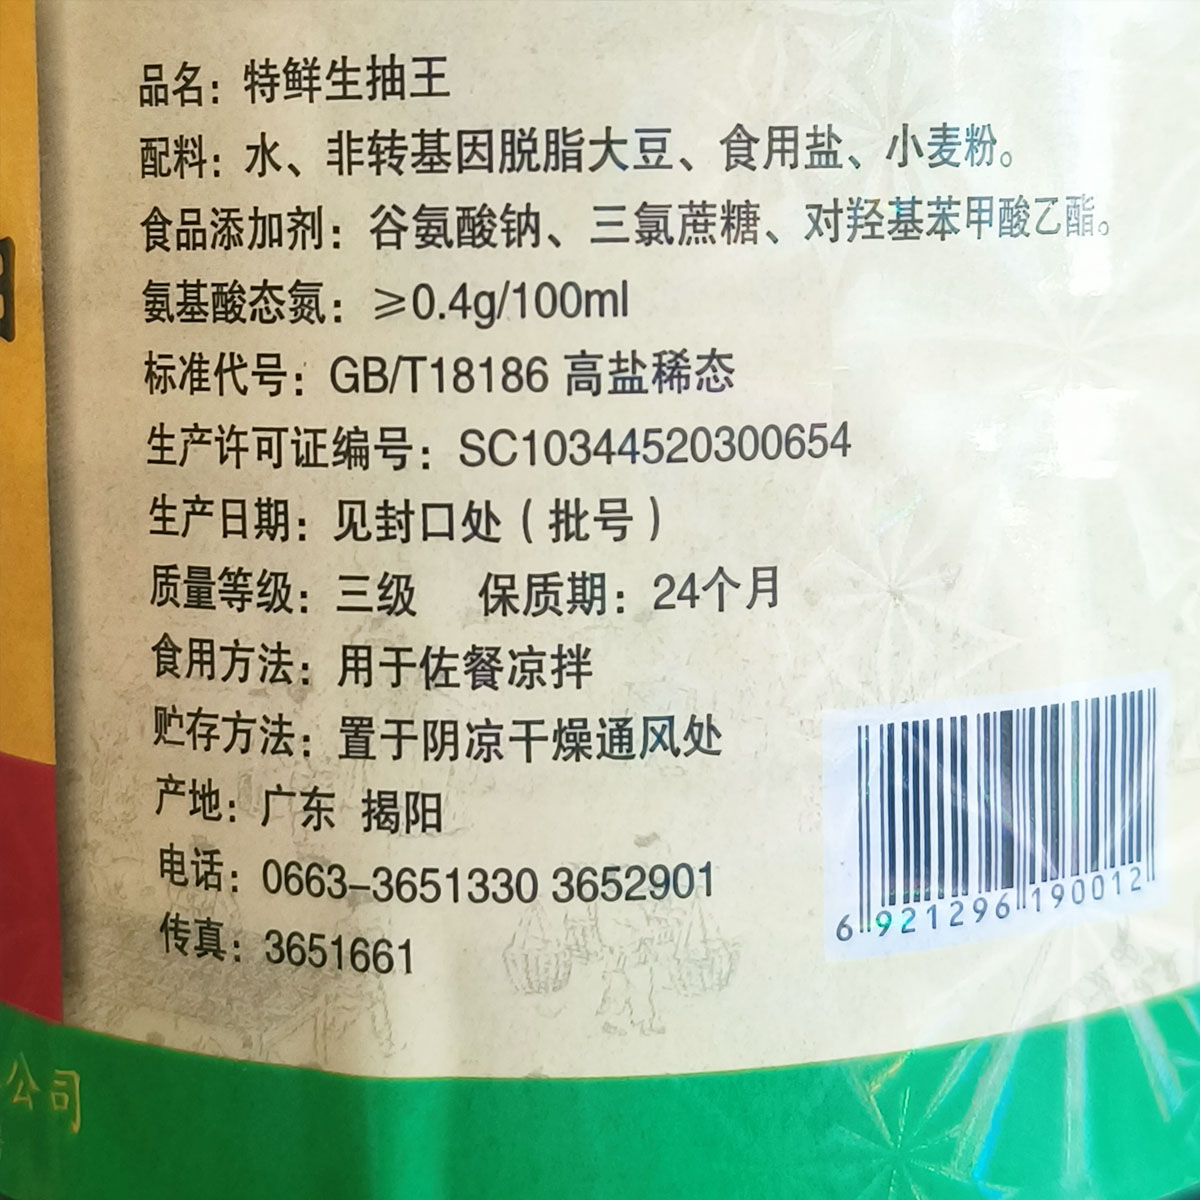 品名：特鲜生抽王
配料：水、非转基因脱脂大豆、食用盐、小麦粉。
食品添加剂：谷氨酸钠、三氯蔗糖、对羟基苯甲酸乙酯。
氨基酸态氮：≥0.4g/100ml
标准代号：GB/T18186 高盐稀态
生产许可证编号：SC10344520300654
生产日期：见封口处（批号）
质量等级：三级 保质期：24个月
食用方法：用于佐餐凉拌
贮存方法：置于阴凉干燥通风处
产地：广东 揭阳
电话：0663-3651330 3652901
传真：3651661
6 921296 190012
公司